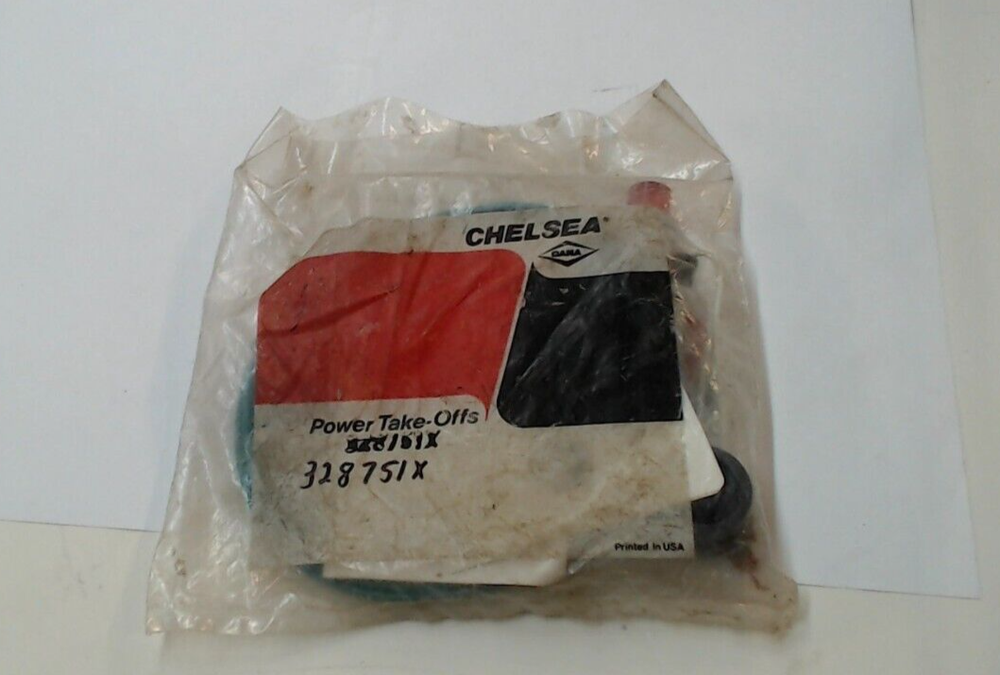 CHELSEA®
DANA
Power Take-Offs
328751X
Printed In USA